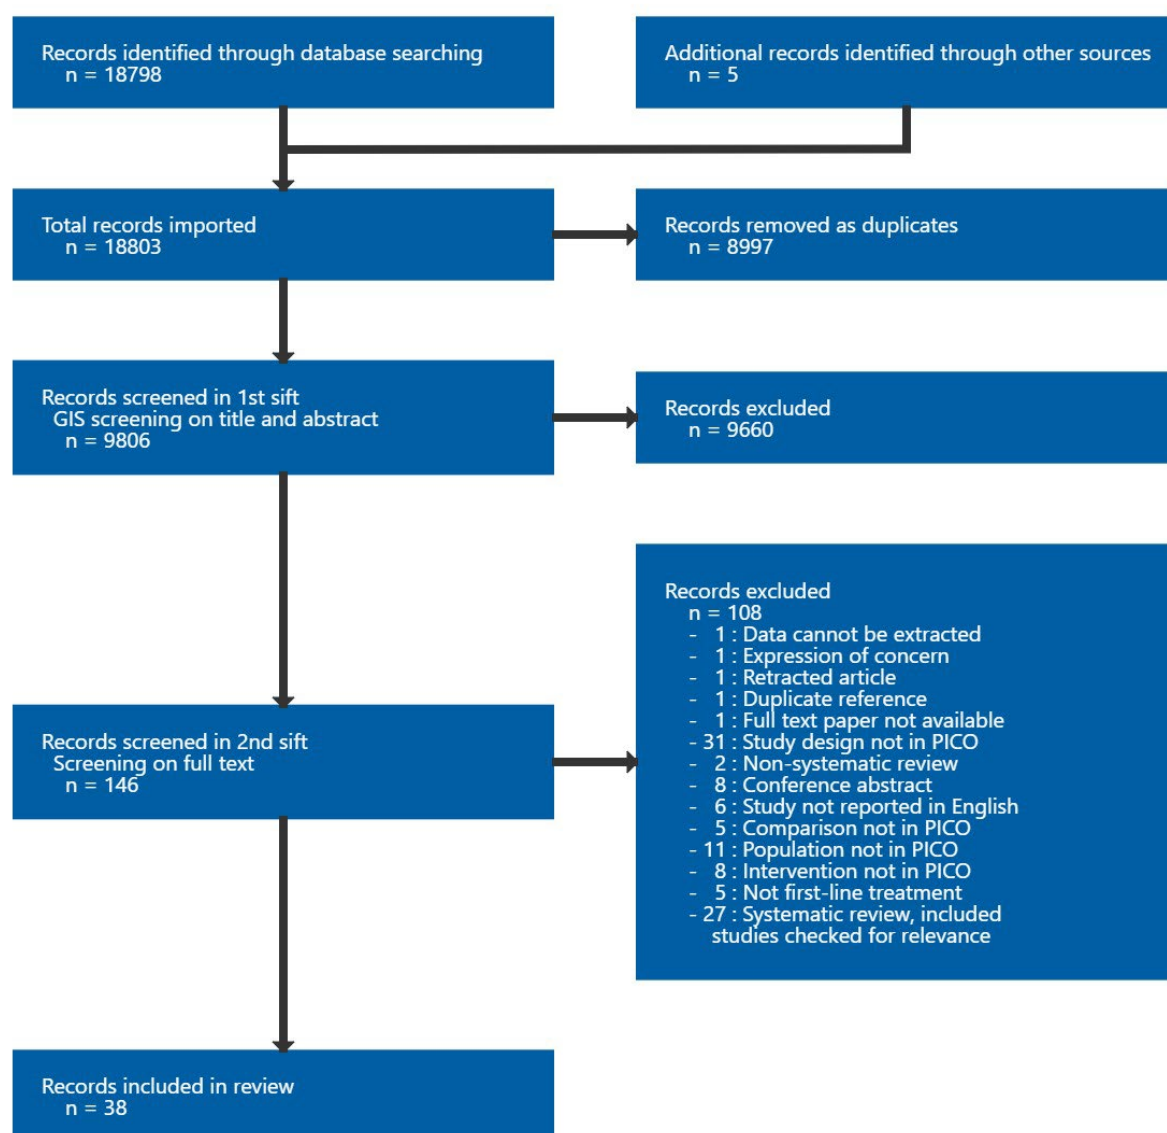 Records identified through database searching
n = 18798
Additional records identified through other sources
n = 5
Total records imported
n = 18803
Records removed as duplicates
n = 8997
Records screened in 1st sift
GIS screening on title and abstract
n = 9806
Records excluded
n = 9660
Records screened in 2nd sift
Screening on full text
n = 146
Records excluded
n = 108
- 1 : Data cannot be extracted
- 1 : Expression of concern
- 1 : Retracted article
- 1 : Duplicate reference
- 1 : Full text paper not available
- 31 : Study design not in PICO
- 2 : Non-systematic review
- 8 : Conference abstract
- 6 : Study not reported in English
- 5 : Comparison not in PICO
- 11 : Population not in PICO
- 8 : Intervention not in PICO
- 5 : Not first-line treatment
- 27 : Systematic review, included
studies checked for relevance
Records included in review
n = 38